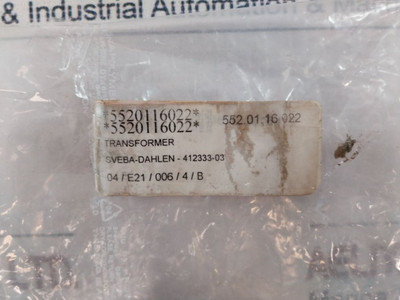 & Industrial Automation &
*5520116022*
*5520116022*
552.01.16.022
TRANSFORMER
SVEBA-DAHLEN - 412333-03
04 / E21 / 006 / 4 / B